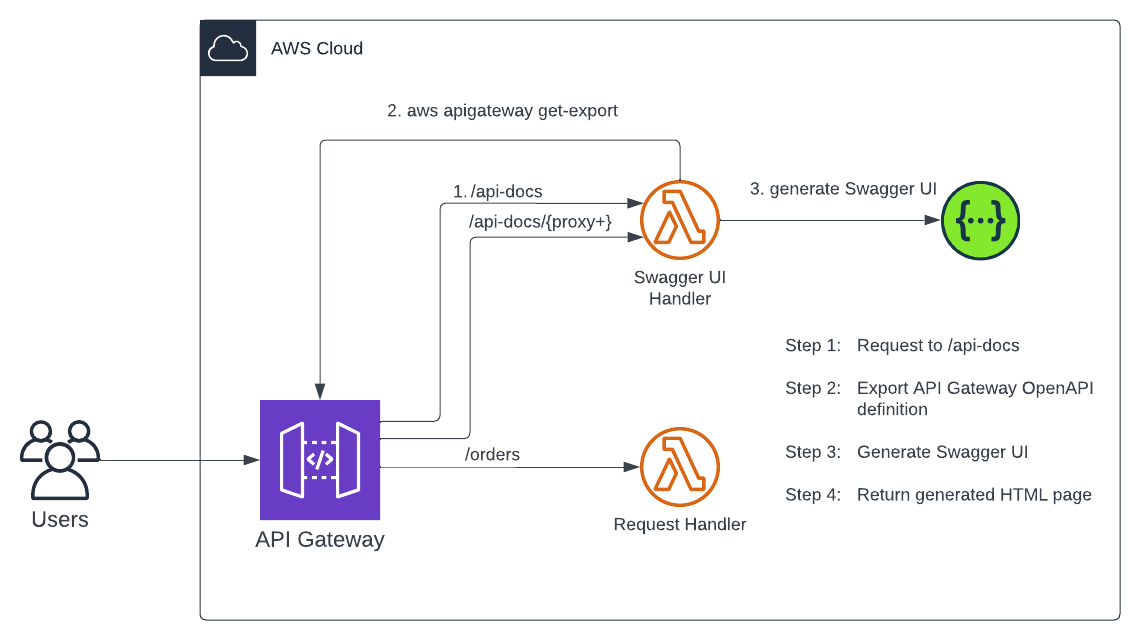 AWS Cloud
2. aws apigateway get-export
1. /api-docs
/api-docs/{proxy+}
3. generate Swagger UI
{...}
Swagger UI
Handler
Step 1: Request to /api-docs
Step 2: Export API Gateway OpenAPI
definition
Step 3: Generate Swagger UI
Step 4: Return generated HTML page
/orders
</>
Users
API Gateway
Request Handler